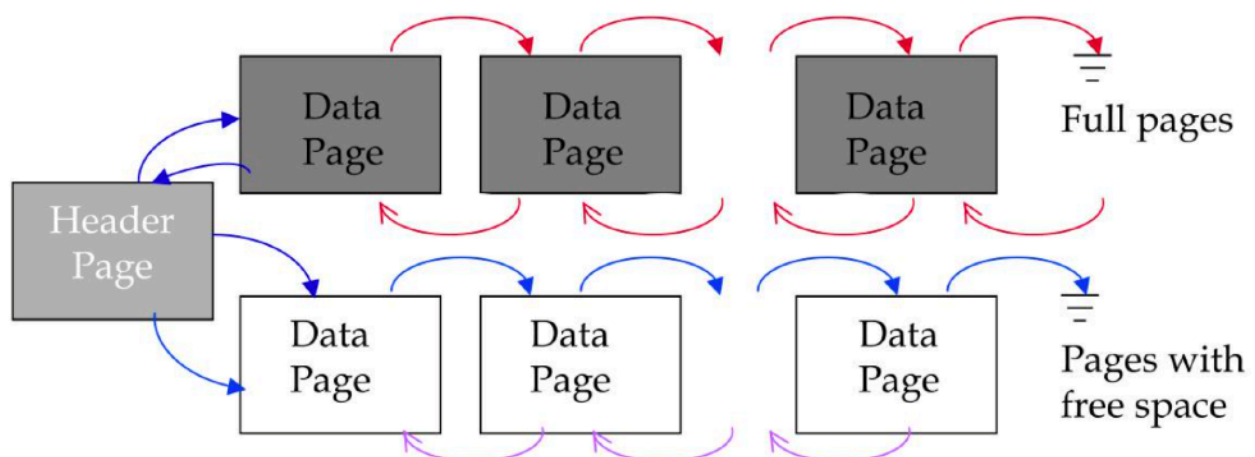 Data
Page
Data
Page
Data
Page
Full pages
Header
Page
Data
Page
Data
Page
Data
Page
Pages with
free space